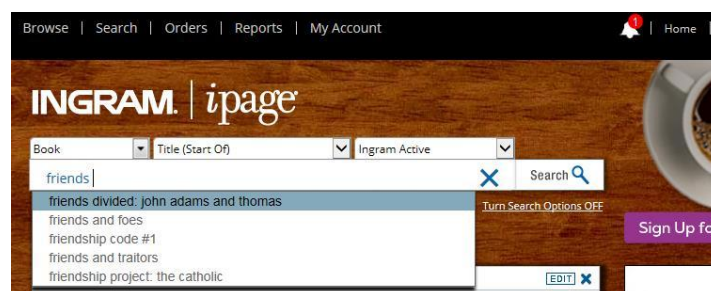 Browse | Search | Orders | Reports | My Account
1 | Home |
INGRAM. | ipage
Book Title (Start Of) Ingram Active
friends Search
friends divided: john adams and thomas
Turn Search Options OFF
friends and foes
friendship code #1
Sign Up fo
friends and traitors
friendship project: the catholic
EDIT